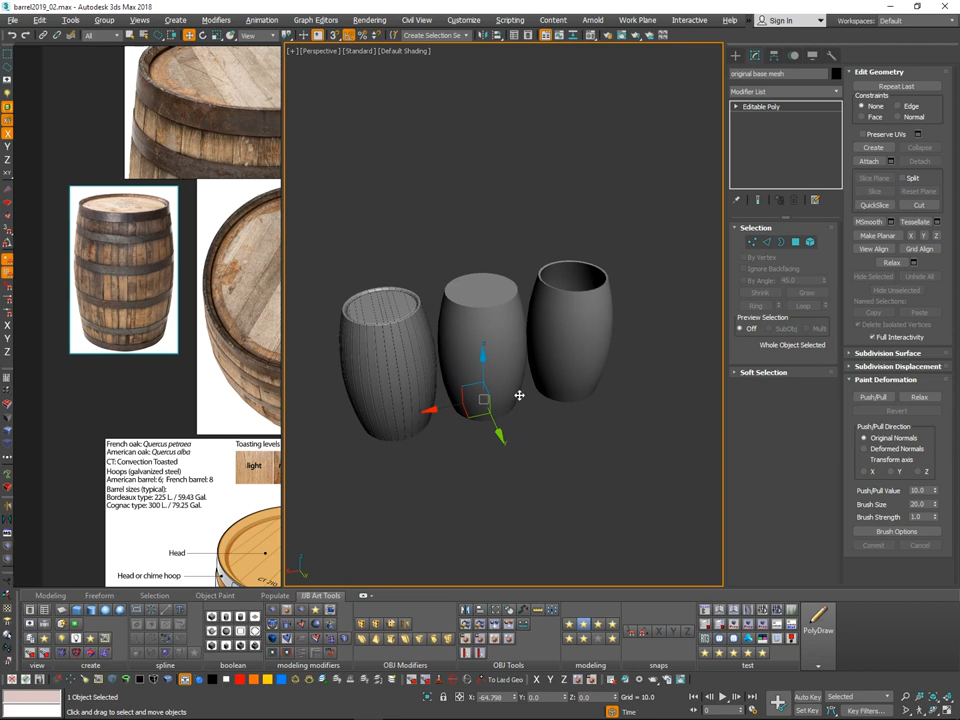 barrel2019_02.max - Autodesk 3ds Max 2018
File Edit Tools Group Views Create Modifiers Animation Graph Editors Rendering Civil View Customize Scripting Content Arnold Work Plane Interactive Help Sign In Workspaces: Default
All View Create Selection Se
[+] [Perspective] [Standard] [Default Shading]
original base mesh
Modifier List
Editable Poly
Selection
By Vertex
Ignore Backfacing
By Angle: 45.0
Shrink Grow
Ring Loop
Preview Selection
Off SubObj Multi
Whole Object Selected
Soft Selection
Edit Geometry
Repeat Last
Constraints
None Edge
Face Normal
Preserve UVs
Create Collapse
Attach Detach
Slice Plane Split
Slice Reset Plane
QuickSlice Cut
MSmooth Tessellate
Make Planar X Y Z
View Align Grid Align
Relax
Hide Selected Unhide All
Hide Unselected
Named Selections:
Copy Paste
Delete Isolated Vertices
Full Interactivity
Subdivision Surface
Subdivision Displacement
Paint Deformation
Push/Pull Relax
Revert
Push/Pull Direction
Original Normals
Deformed Normals
Transform axis
X Y Z
Push/Pull Value 10.0
Brush Size 20.0
Brush Strength 1.0
Brush Options
Commit Cancel
French oak: Quercus petraea
American oak: Quercus alba
CT: Convection Toasted
Hoops (galvanized steel)
American barrel: 6; French barrel: 8
Barrel sizes (typical):
Bordeaux type: 225 L. / 59.43 Gal.
Cognac type: 300 L. / 79.25 Gal.
Toasting levels
light
Head
Head or chime hoop
Modeling Freeform Selection Object Paint Populate JJB Art Tools
PolyDraw
view create spline boolean modeling modifiers OBJ Modifiers OBJ Tools modeling snaps test
To Lard Geo X Y Z
1 Object Selected
Click and drag to select and move objects
X: -64.798 Y: 0.0 Z: 0.0 Grid = 10.0
Time
0
Auto Key Selected
Set Key Key Filters...